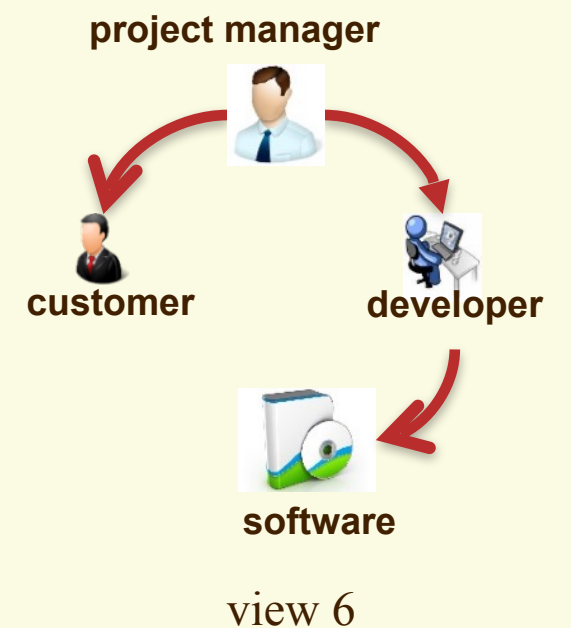 project manager
customer
developer
software
view 6